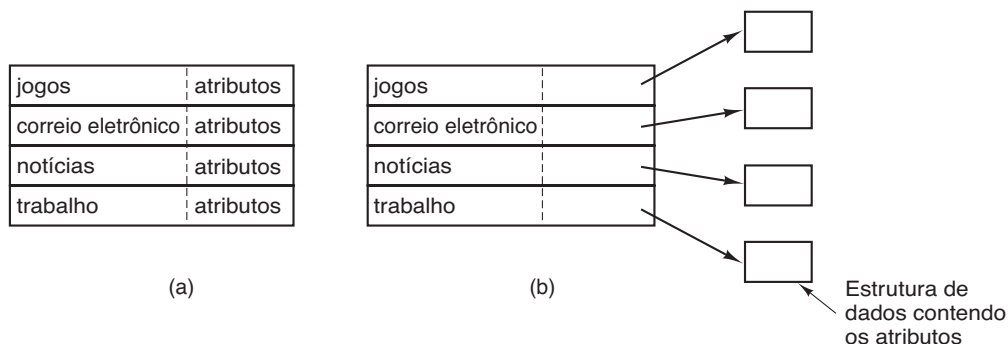 jogos atributos
correio eletrônico atributos
notícias atributos
trabalho atributos
(a)
jogos
correio eletrônico
notícias
trabalho
(b)
Estrutura de
dados contendo
os atributos